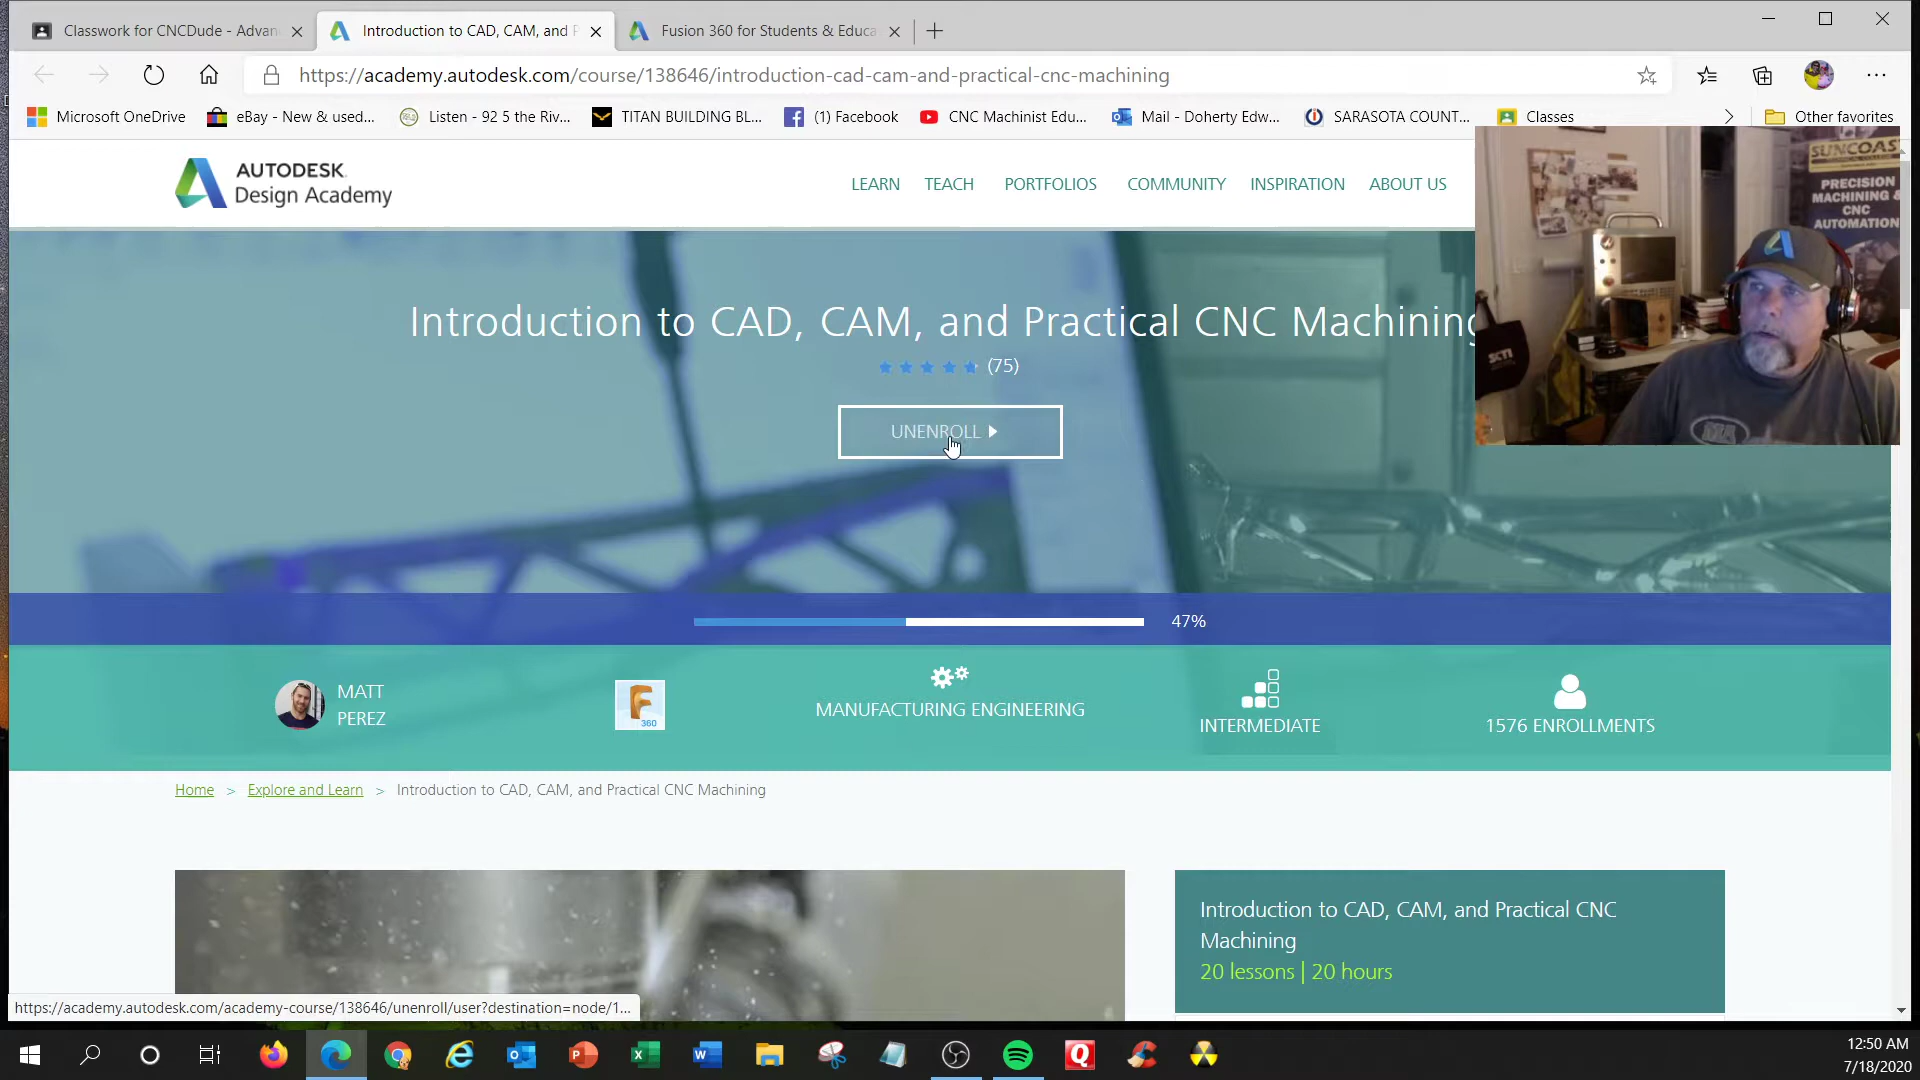 Classwork for CNCDude - Advan
Introduction to CAD, CAM, and P
Fusion 360 for Students & Educa
https://academy.autodesk.com/course/138646/introduction-cad-cam-and-practical-cnc-machining
Microsoft OneDrive
eBay - New & used...
Listen - 92 5 the Riv...
TITAN BUILDING BL...
(1) Facebook
CNC Machinist Edu...
Mail - Doherty Edw...
SARASOTA COUNT...
Classes
Other favorites
AUTODESK.
Design Academy
LEARN
TEACH
PORTFOLIOS
COMMUNITY
INSPIRATION
ABOUT US
SUNCOAS
PRECISION
MACHINING &
CNC
AUTOMATION
Introduction to CAD, CAM, and Practical CNC Machining
(75)
UNENROLL
47%
MATT
PEREZ
360
MANUFACTURING ENGINEERING
INTERMEDIATE
1576 ENROLLMENTS
Home > Explore and Learn > Introduction to CAD, CAM, and Practical CNC Machining
Introduction to CAD, CAM, and Practical CNC
Machining
20 lessons | 20 hours
https://academy.autodesk.com/academy-course/138646/unenroll/user?destination=node/1...
12:50 AM
7/18/2020